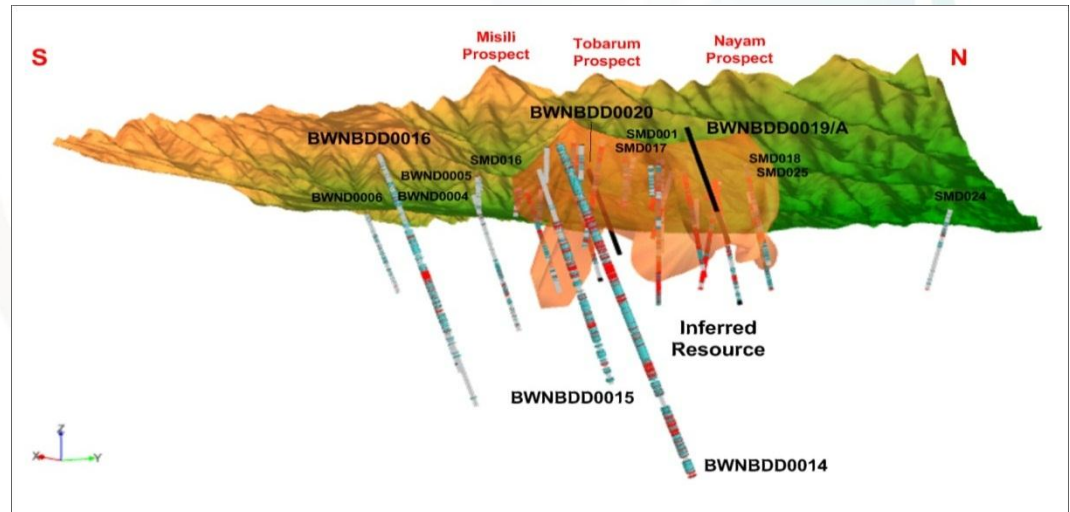 S
Misili
Prospect
Tobarum
Prospect
Nayam
Prospect
N
BWNBDD0020
BWNBDD0016
SMD001
BWNBDD0019/A
SMD017
SMD016
SMD018
BWND0005
SMD025
BWND0006
BWND0004
SMD024
Inferred
Resource
BWNBDD0015
BWNBDD0014
Z
X
Y